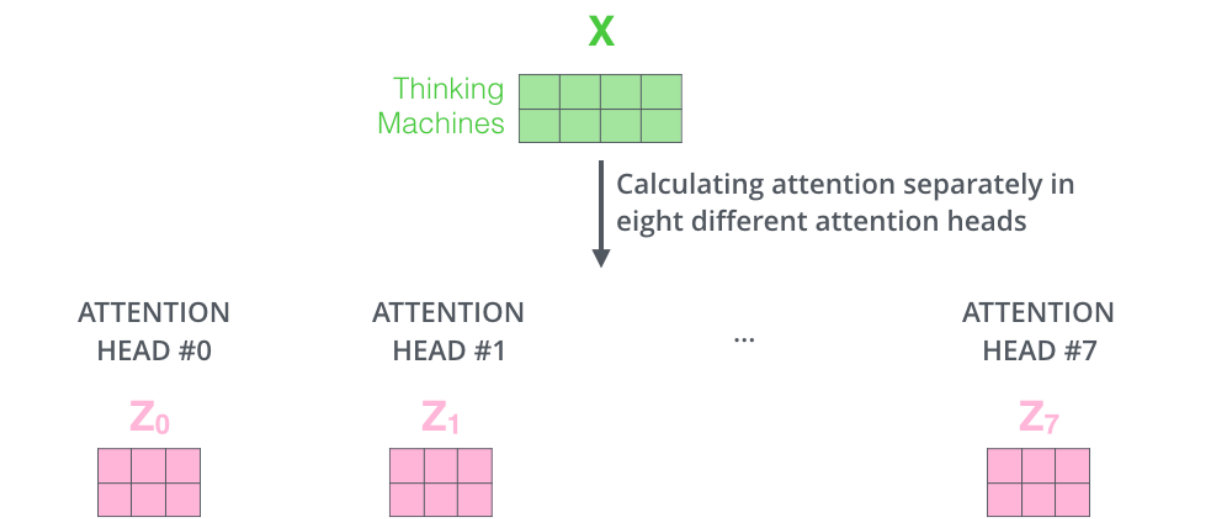 X
Thinking
Machines
Calculating attention separately in
eight different attention heads
ATTENTION
HEAD #0
ATTENTION
HEAD #1
...
ATTENTION
HEAD #7
Z₀
Z₁
Z₇